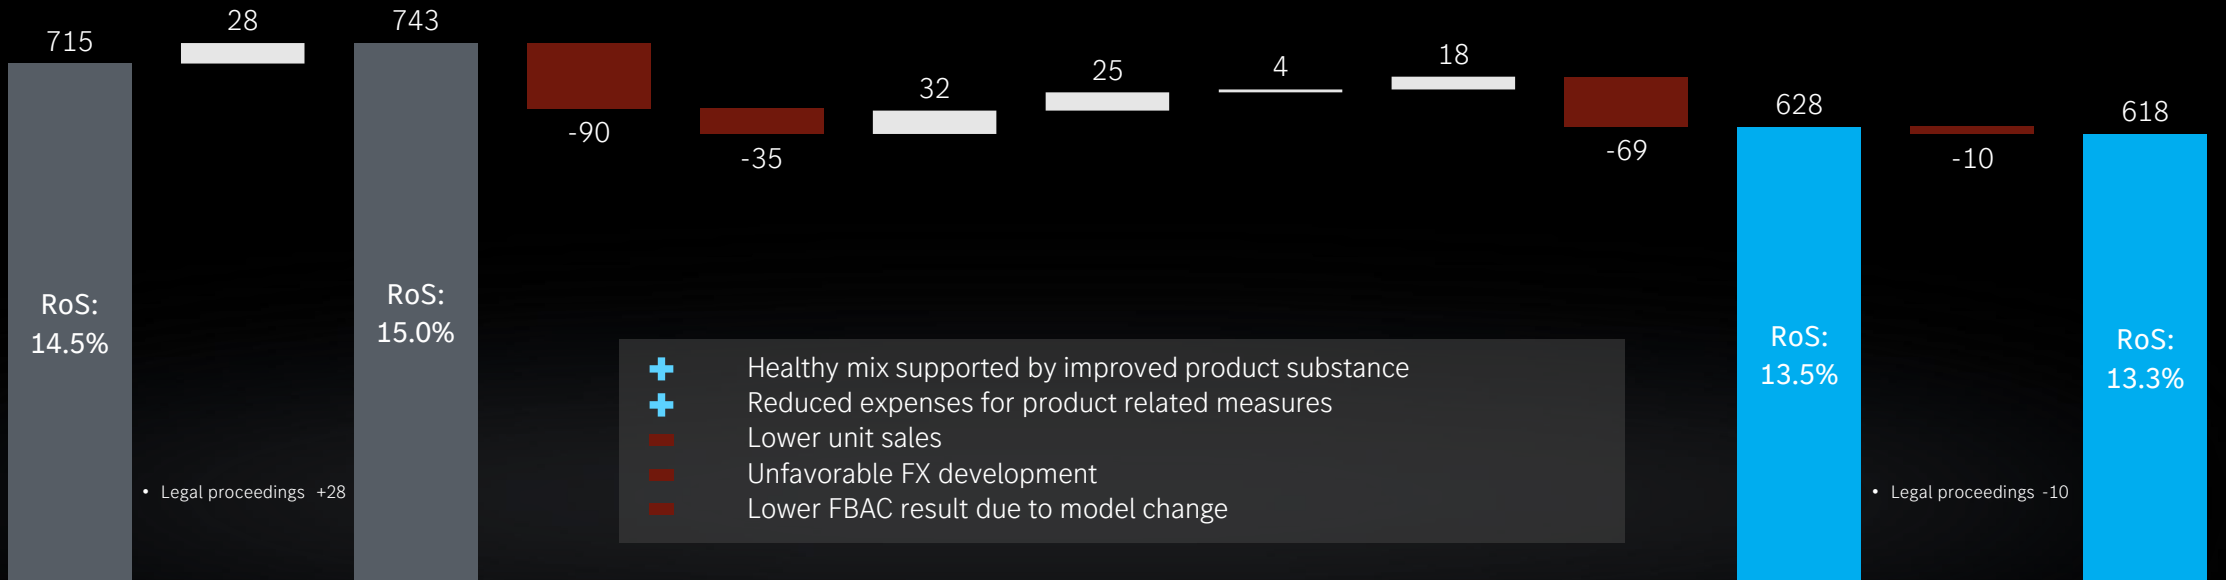 715
28
743
-90
-35
32
25
4
18
-69
628
-10
618
RoS:
14.5%
RoS:
15.0%
RoS:
13.5%
RoS:
13.3%
Healthy mix supported by improved product substance
Reduced expenses for product related measures
Lower unit sales
Unfavorable FX development
Lower FBAC result due to model change
• Legal proceedings +28
• Legal proceedings -10